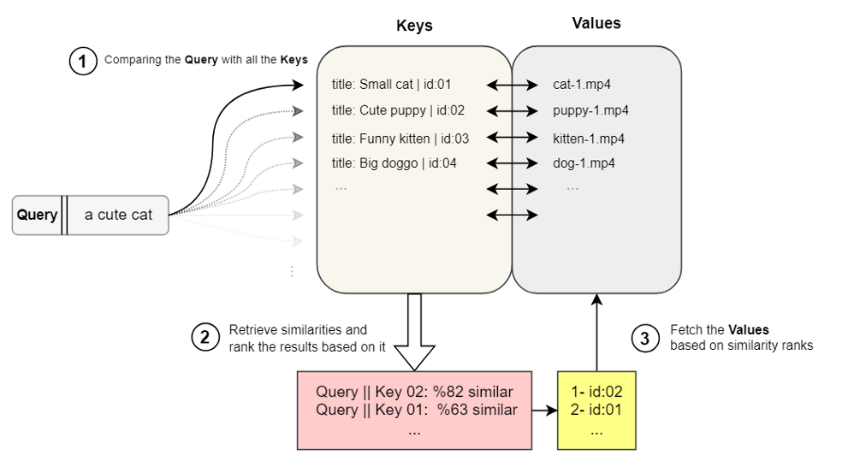 Keys
Values
1
Comparing the Query with all the Keys
title: Small cat | id:01
cat-1.mp4
title: Cute puppy | id:02
puppy-1.mp4
title: Funny kitten | id:03
kitten-1.mp4
title: Big doggo | id:04
dog-1.mp4
...
...
Query || a cute cat
⋮
2
Retrieve similarities and
rank the results based on it
3
Fetch the Values
based on similarity ranks
Query || Key 02: %82 similar
Query || Key 01: %63 similar
...
1- id:02
2- id:01
...